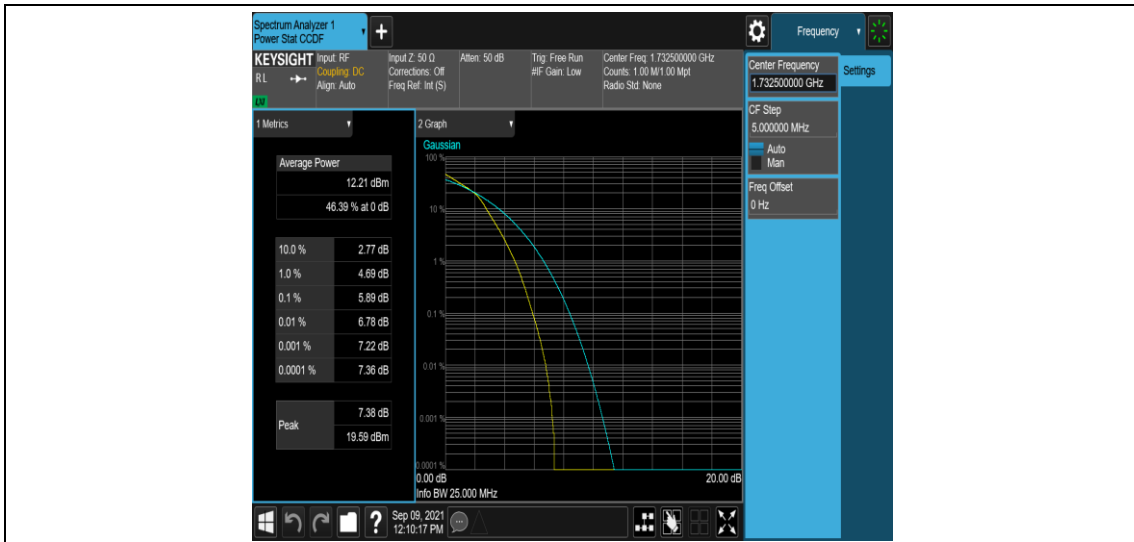 Spectrum Analyzer 1
Power Stat CCDF
+
Frequency
KEYSIGHT
RL
LXI
Input: RF
Coupling: DC
Align: Auto
Input Z: 50 Ω
Corrections: Off
Freq Ref: Int (S)
Atten: 50 dB
Trig: Free Run
#IF Gain: Low
Center Freq: 1.732500000 GHz
Counts: 1.00 M/1.00 Mpt
Radio Std: None
Center Frequency
1.732500000 GHz
Settings
CF Step
5.000000 MHz
Auto
Man
Freq Offset
0 Hz
1 Metrics
Average Power
12.21 dBm
46.39 % at 0 dB
10.0 % 2.77 dB
1.0 % 4.69 dB
0.1 % 5.89 dB
0.01 % 6.78 dB
0.001 % 7.22 dB
0.0001 % 7.36 dB
Peak 7.38 dB
19.59 dBm
2 Graph
Gaussian
100 %
10 %
1 %
0.1 %
0.01 %
0.001 %
0.0001 %
0.00 dB 20.00 dB
Info BW 25.000 MHz
?
Sep 09, 2021
12:10:17 PM